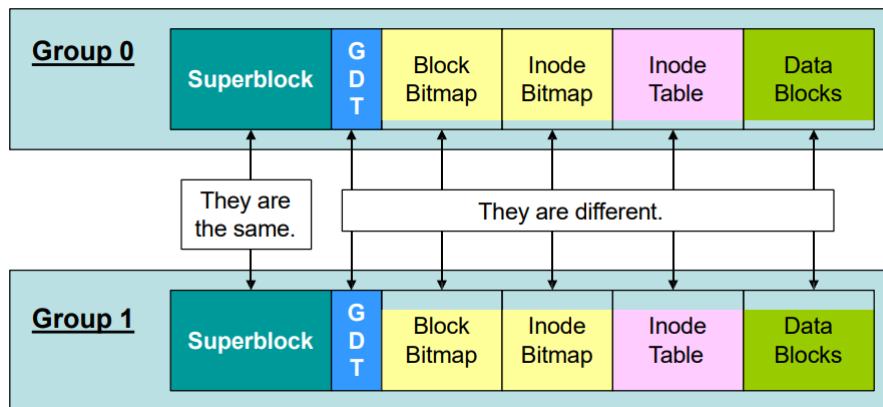 Group 0
Superblock
G
D
T
Block
Bitmap
Inode
Bitmap
Inode
Table
Data
Blocks
They are
the same.
They are different.
Group 1
Superblock
G
D
T
Block
Bitmap
Inode
Bitmap
Inode
Table
Data
Blocks